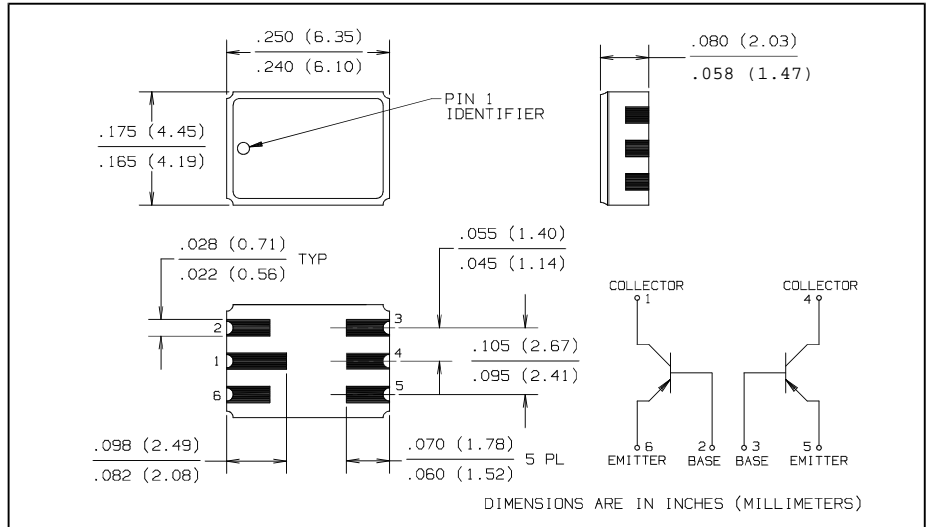 .250 (6.35)
.240 (6.10)
.080 (2.03)
.058 (1.47)
PIN 1
IDENTIFIER
.175 (4.45)
.165 (4.19)
.028 (0.71)
.022 (0.56)
TYP
.055 (1.40)
.045 (1.14)
2
1
6
3
4
5
.105 (2.67)
.095 (2.41)
.098 (2.49)
.082 (2.08)
.070 (1.78)
.060 (1.52)
5 PL
COLLECTOR
1
COLLECTOR
4
6
EMITTER
2
BASE
3
BASE
5
EMITTER
DIMENSIONS ARE IN INCHES (MILLIMETERS)